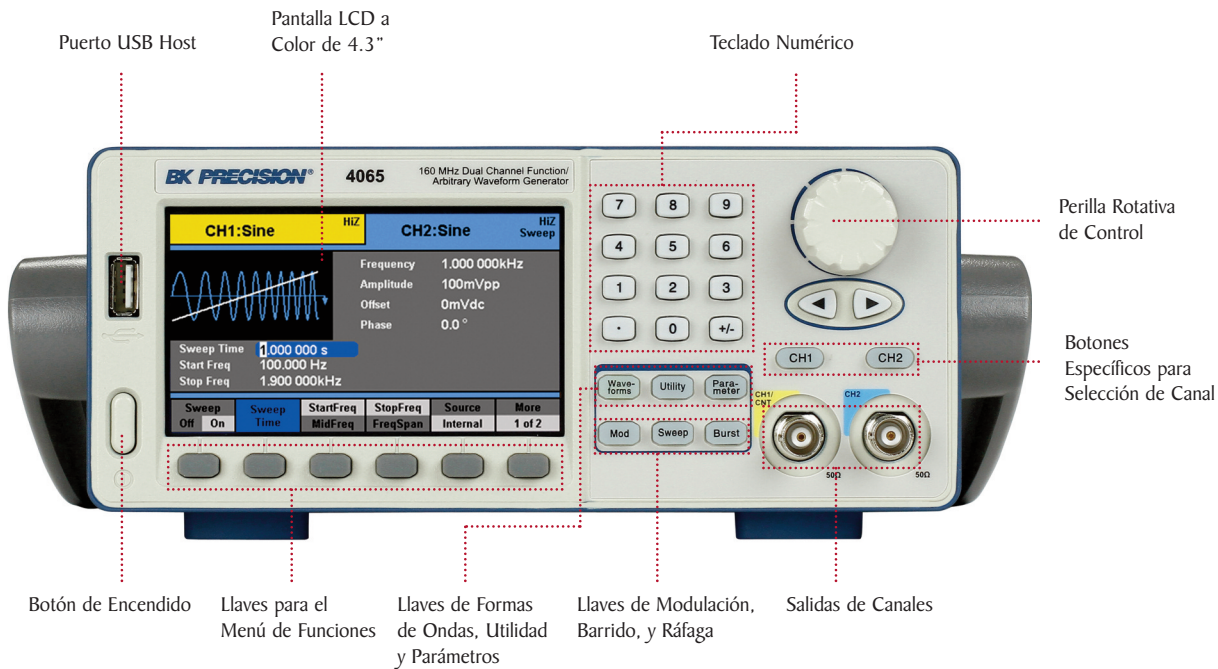 Puerto USB Host
Pantalla LCD a
Color de 4.3”
Teclado Numérico
BK PRECISION® 4065 160 MHz Dual Channel Function/
Arbitrary Waveform Generator
CH1:Sine HiZ
CH2:Sine HiZ
Sweep
Frequency 1.000 000kHz
Amplitude 100mVpp
Offset 0mVdc
Phase 0.0 °
Sweep Time 1.000 000 s
Start Freq 100.000 Hz
Stop Freq 1.900 000kHz
Sweep
Off On
Sweep
Time
StartFreq
MidFreq
StopFreq
FreqSpan
Source
Internal
More
1 of 2
7 8 9
4 5 6
1 2 3
· 0 +/-
Wave-
forms
Utility
Para-
meter
Mod Sweep Burst
CH1 CH2
CH1/
CNT
CH2
50Ω 50Ω
Perilla Rotativa
de Control
Botones
Específicos para
Selección de Canal
Botón de Encendido
Llaves para el
Menú de Funciones
Llaves de Formas
de Ondas, Utilidad
y Parámetros
Llaves de Modulación,
Barrido, y Ráfaga
Salidas de Canales